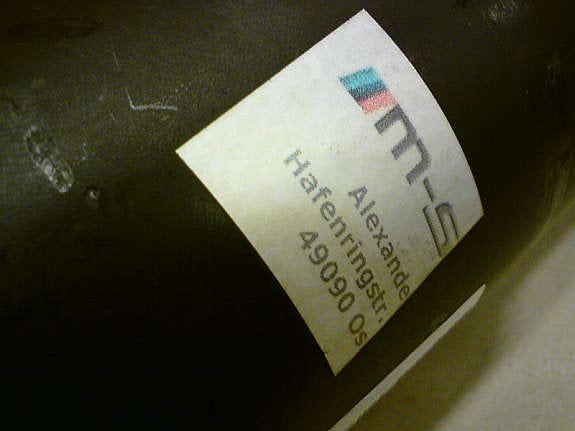 m-s
Alexande
Hafenringstr.
49090 Os